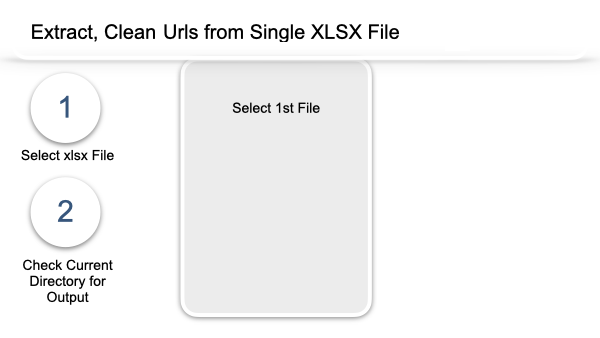 Extract, Clean Urls from Single XLSX File
1
Select xlsx File
2
Check Current
Directory for
Output
Select 1st File